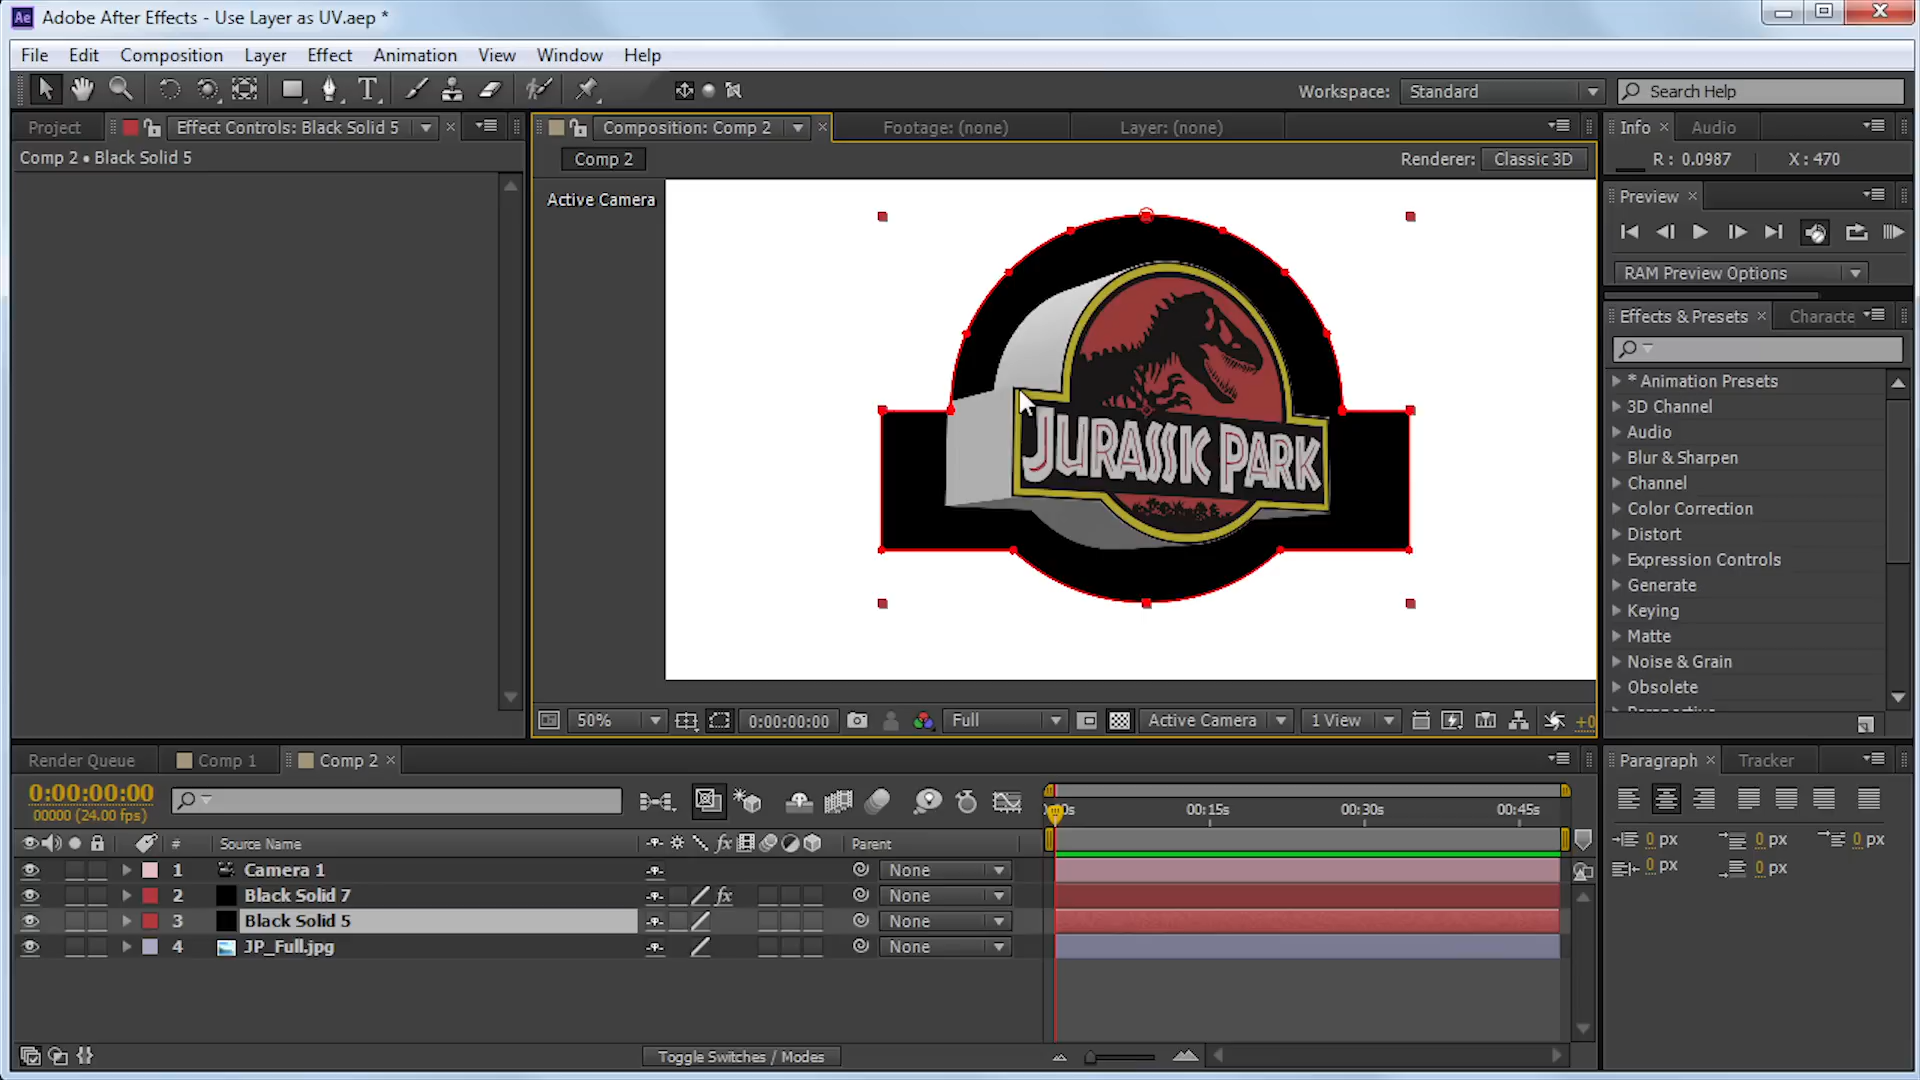 Ae Adobe After Effects - Use Layer as UV.aep *
File Edit Composition Layer Effect Animation View Window Help
T Workspace: Standard Search Help
Project Effect Controls: Black Solid 5 Composition: Comp 2 Footage: (none) Layer: (none) Info Audio
Comp 2 • Black Solid 5 Comp 2 Renderer: Classic 3D R : 0.0987 X : 470
Active Camera
Preview
RAM Preview Options
Effects & Presets Characte
* Animation Presets
3D Channel
Audio
Blur & Sharpen
Channel
Color Correction
Distort
Expression Controls
Generate
Keying
Matte
Noise & Grain
Obsolete
Perspective
JURASSIC PARK
50% 0:00:00:00 Full Active Camera 1 View +0
Render Queue Comp 1 Comp 2
Paragraph Tracker
0:00:00:00
00000 (24.00 fps)
00s 00:15s 00:30s 00:45s
0 px 0 px 0 px
0 px 0 px
# Source Name fx Parent
1 Camera 1 None
2 Black Solid 7 fx None
3 Black Solid 5 None
4 JP_Full.jpg None
Toggle Switches / Modes